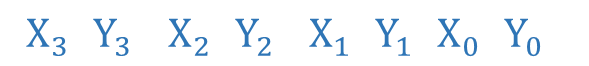 X₃ Y₃ X₂ Y₂ X₁ Y₁ X₀ Y₀